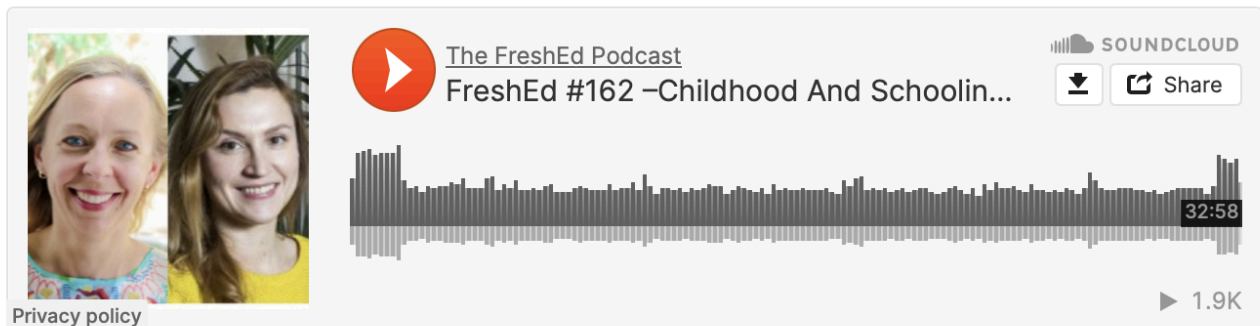 The FreshEd Podcast
SOUNDCLOUD
FreshEd #162 –Childhood And Schoolin...
Share
32:58
1.9K
Privacy policy